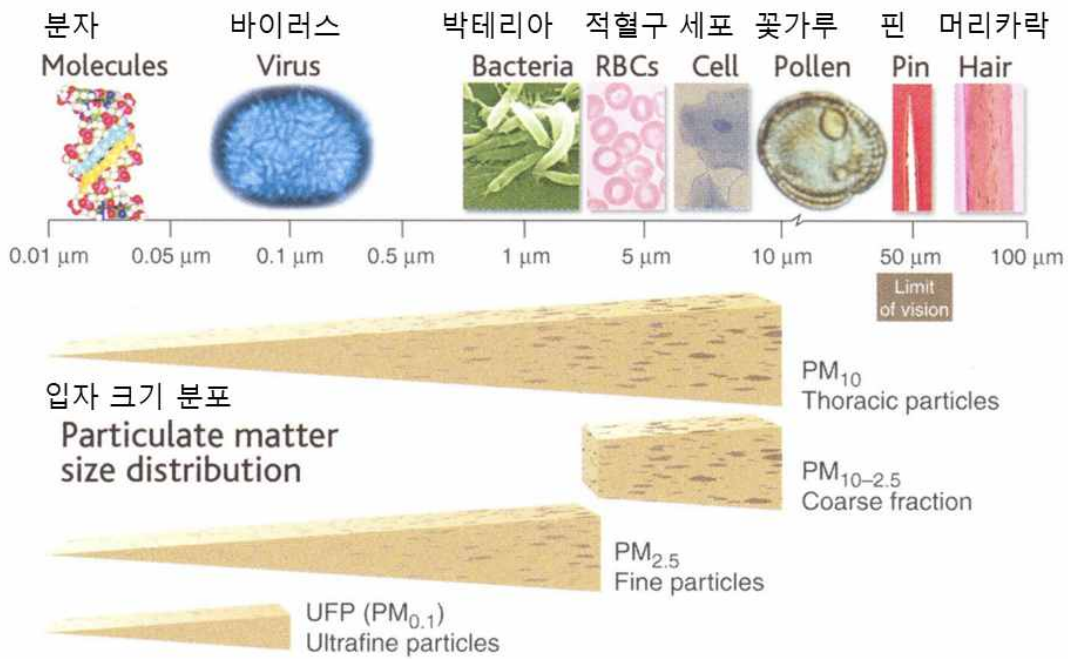 분자 바이러스 박테리아 적혈구 세포 꽃가루 핀 머리카락
Molecules Virus Bacteria RBCs Cell Pollen Pin Hair
0.01 μm 0.05 μm 0.1 μm 0.5 μm 1 μm 5 μm 10 μm 50 μm 100 μm
Limit
of vision
PM10
Thoracic particles
입자 크기 분포
Particulate matter
size distribution
PM10–2.5
Coarse fraction
PM2.5
Fine particles
UFP (PM0.1)
Ultrafine particles